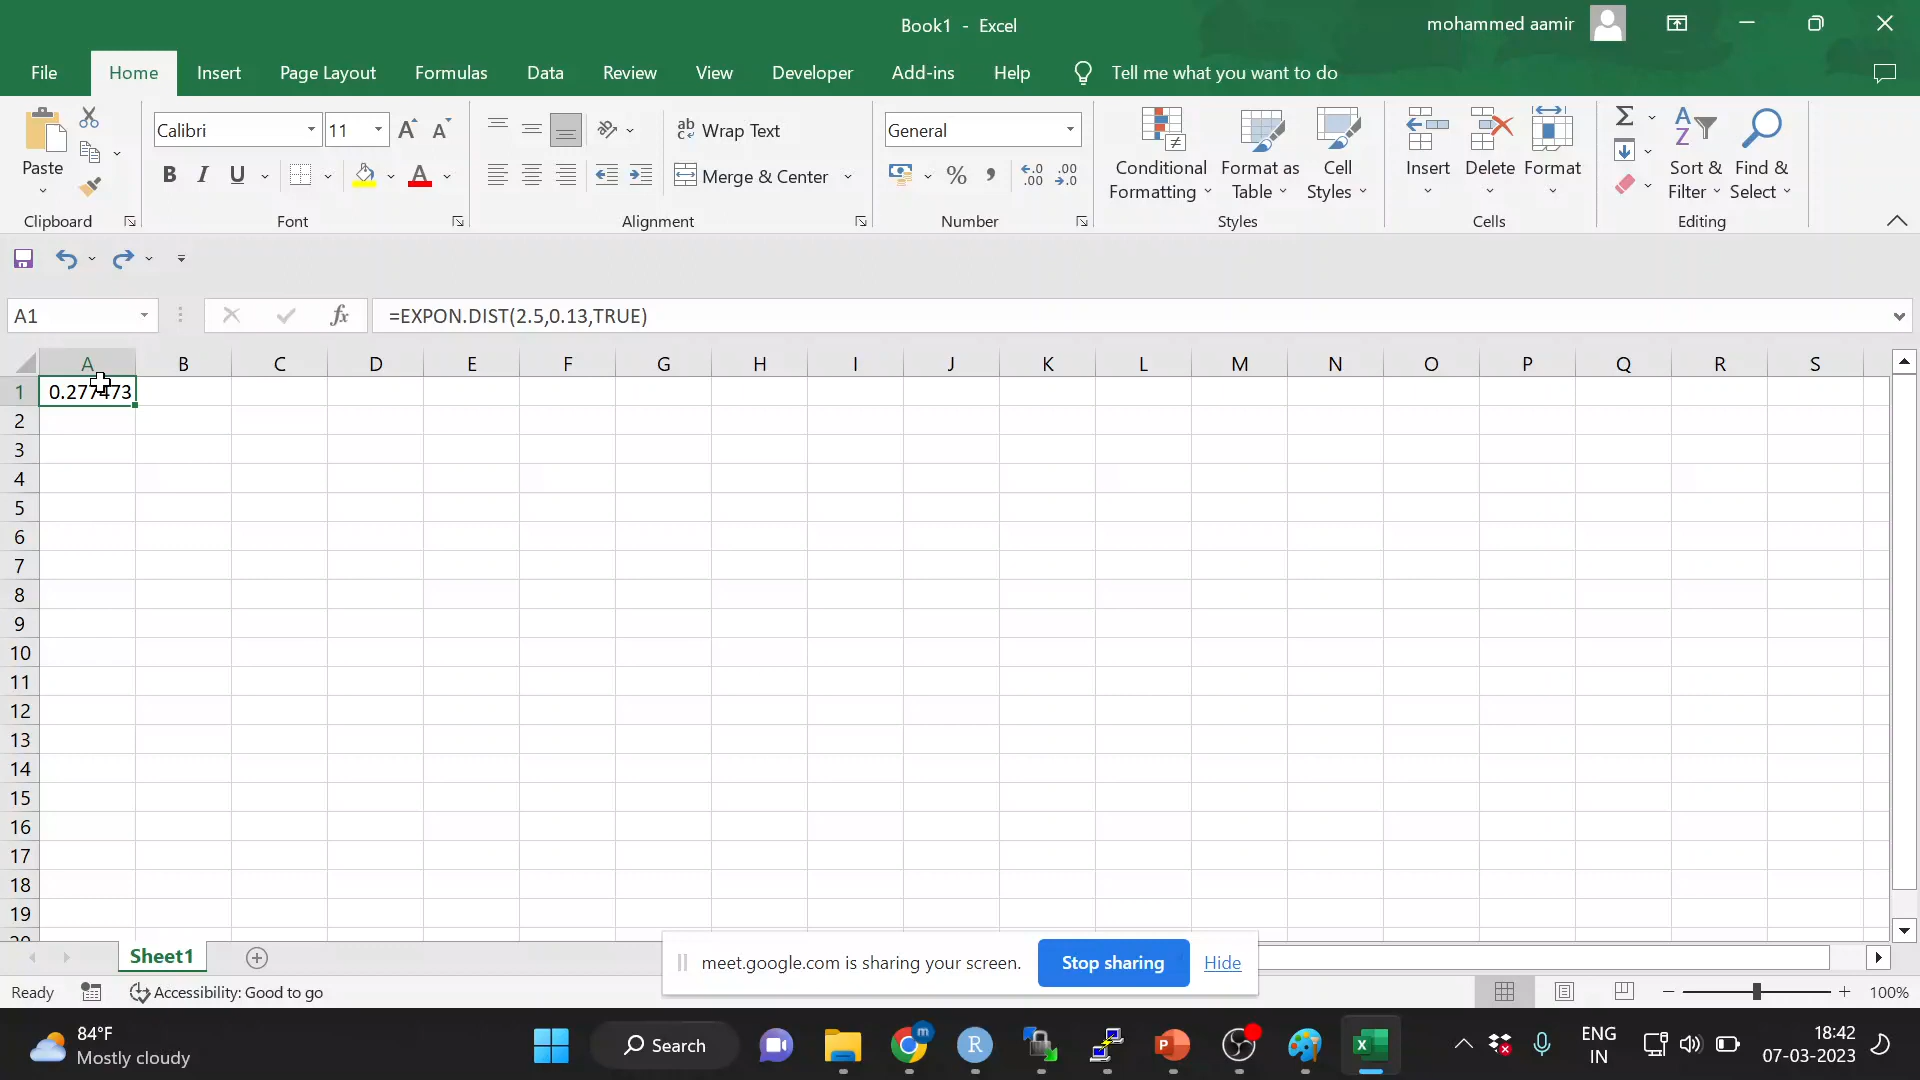 Book1 - Excel
mohammed aamir
File Home Insert Page Layout Formulas Data Review View Developer Add-ins Help Tell me what you want to do
Calibri 11 Wrap Text General
Paste B I U Merge & Center % Conditional Formatting Format as Table Cell Styles Insert Delete Format Sort & Filter Find & Select
Clipboard Font Alignment Number Styles Cells Editing
A1 fx =EXPON.DIST(2.5,0.13,TRUE)
A B C D E F G H I J K L M N O P Q R S
1 0.277473
2
3
4
5
6
7
8
9
10
11
12
13
14
15
16
17
18
19
20
Sheet1
meet.google.com is sharing your screen. Stop sharing Hide
Ready Accessibility: Good to go 100%
84°F
Mostly cloudy
Search
ENG
IN
18:42
07-03-2023